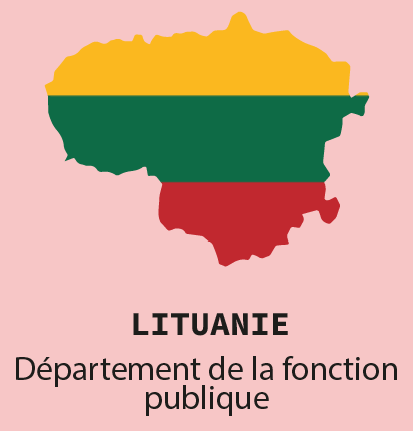 LITUANIE
Département de la fonction
publique